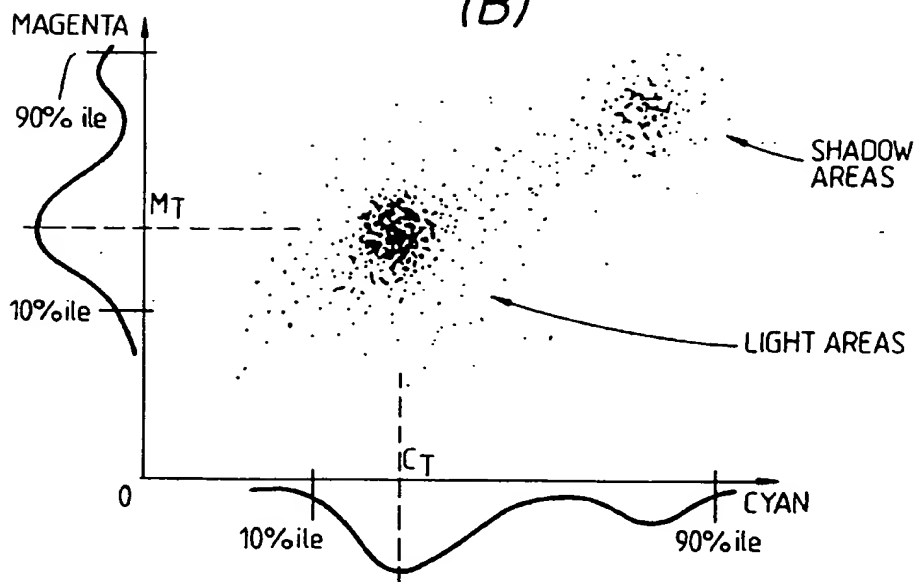 (B)
MAGENTA
90% ile
SHADOW
AREAS
MT
10% ile
LIGHT AREAS
CT
0
CYAN
10% ile
90% ile